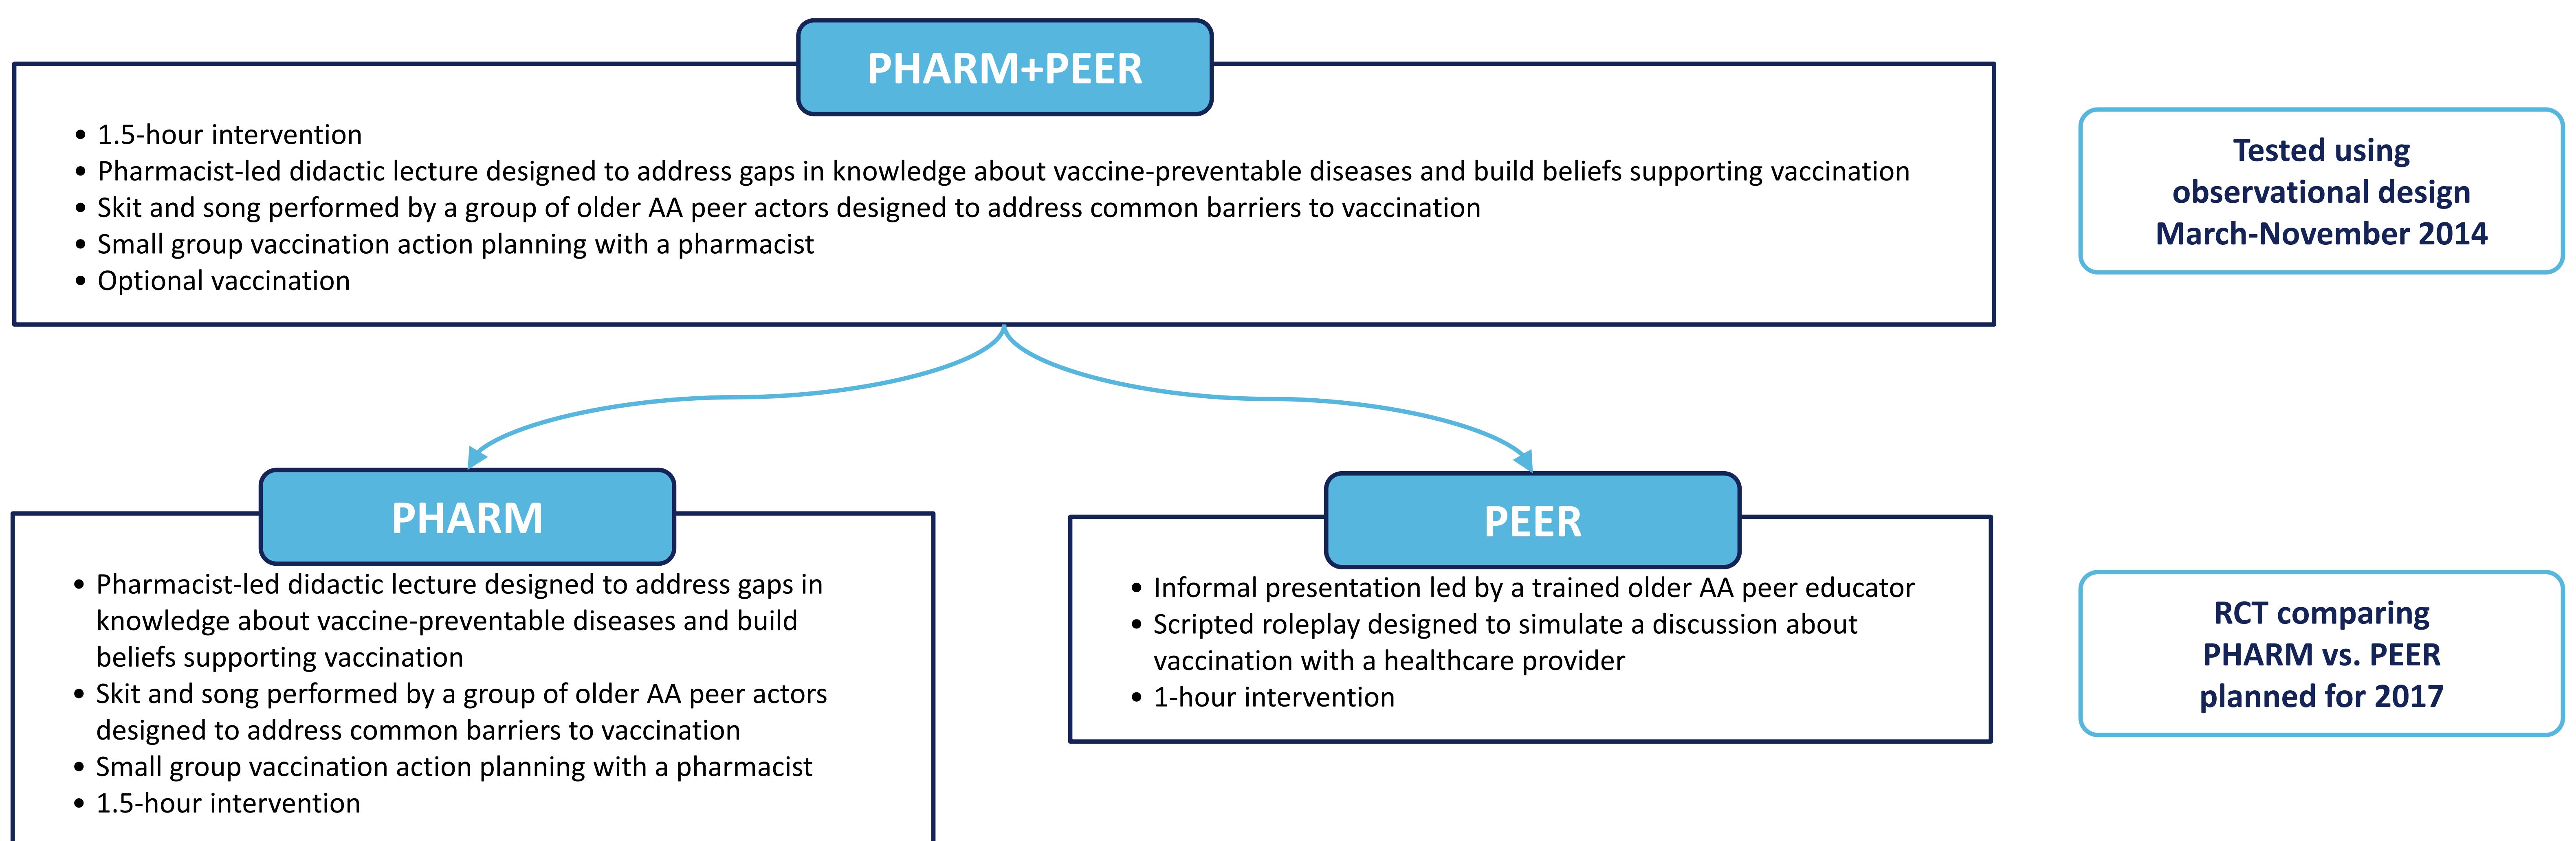 PHARM+PEER
• 1.5-hour intervention
• Pharmacist-led didactic lecture designed to address gaps in knowledge about vaccine-preventable diseases and build beliefs supporting vaccination
• Skit and song performed by a group of older AA peer actors designed to address common barriers to vaccination
• Small group vaccination action planning with a pharmacist
• Optional vaccination
Tested using
observational design
March-November 2014
PHARM
• Pharmacist-led didactic lecture designed to address gaps in
knowledge about vaccine-preventable diseases and build
beliefs supporting vaccination
• Skit and song performed by a group of older AA peer actors
designed to address common barriers to vaccination
• Small group vaccination action planning with a pharmacist
• 1.5-hour intervention
PEER
• Informal presentation led by a trained older AA peer educator
• Scripted roleplay designed to simulate a discussion about
vaccination with a healthcare provider
• 1-hour intervention
RCT comparing
PHARM vs. PEER
planned for 2017